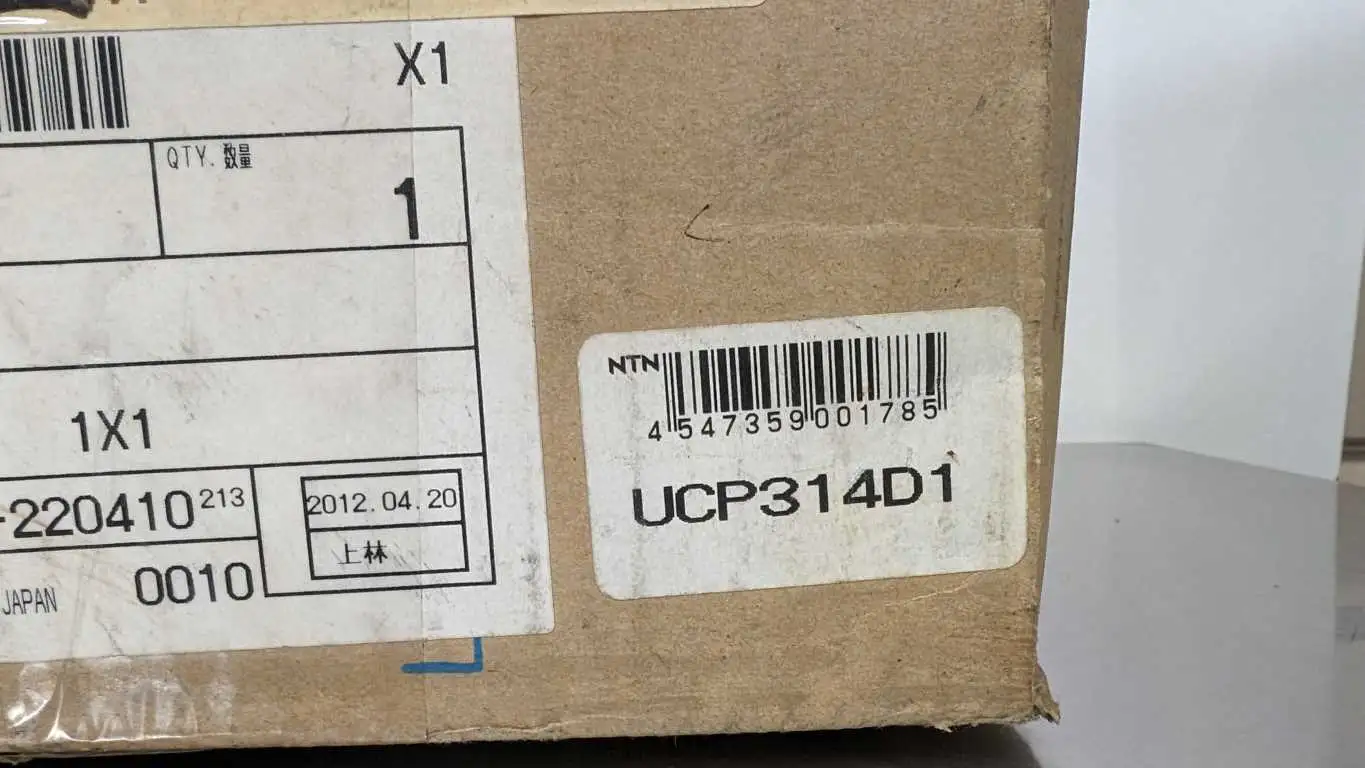 X1
QTY. 数量
1
1X1
-220410 213
2012.04.20
上林
JAPAN
0010
NTN
4 547359 001785
UCP314D1